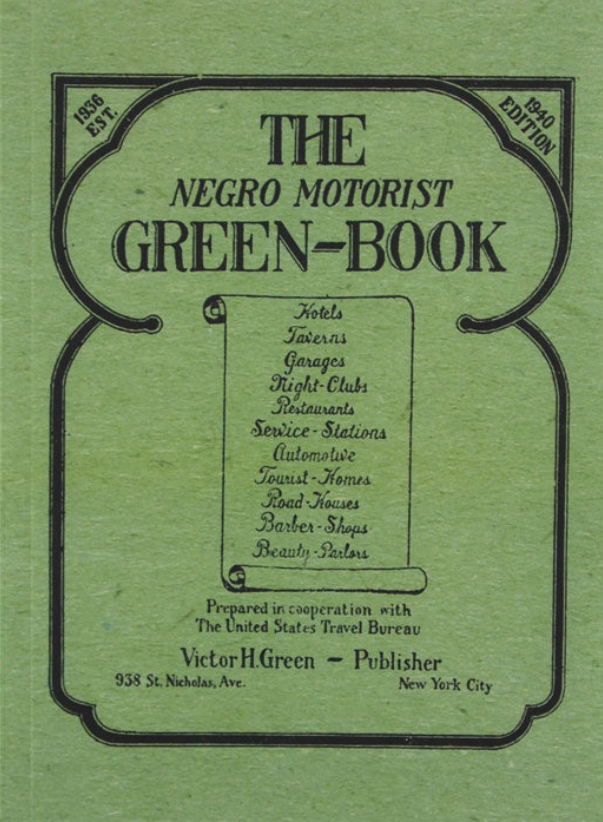 1936
EST.
1940
EDITION
THE
NEGRO MOTORIST
GREEN-BOOK
Hotels
Taverns
Garages
Night-Clubs
Restaurants
Service-Stations
Automotive
Tourist-Homes
Road-Houses
Barber-Shops
Beauty-Parlors
Prepared in cooperation with
The United States Travel Bureau
Victor H. Green - Publisher
938 St. Nicholas, Ave.
New York City